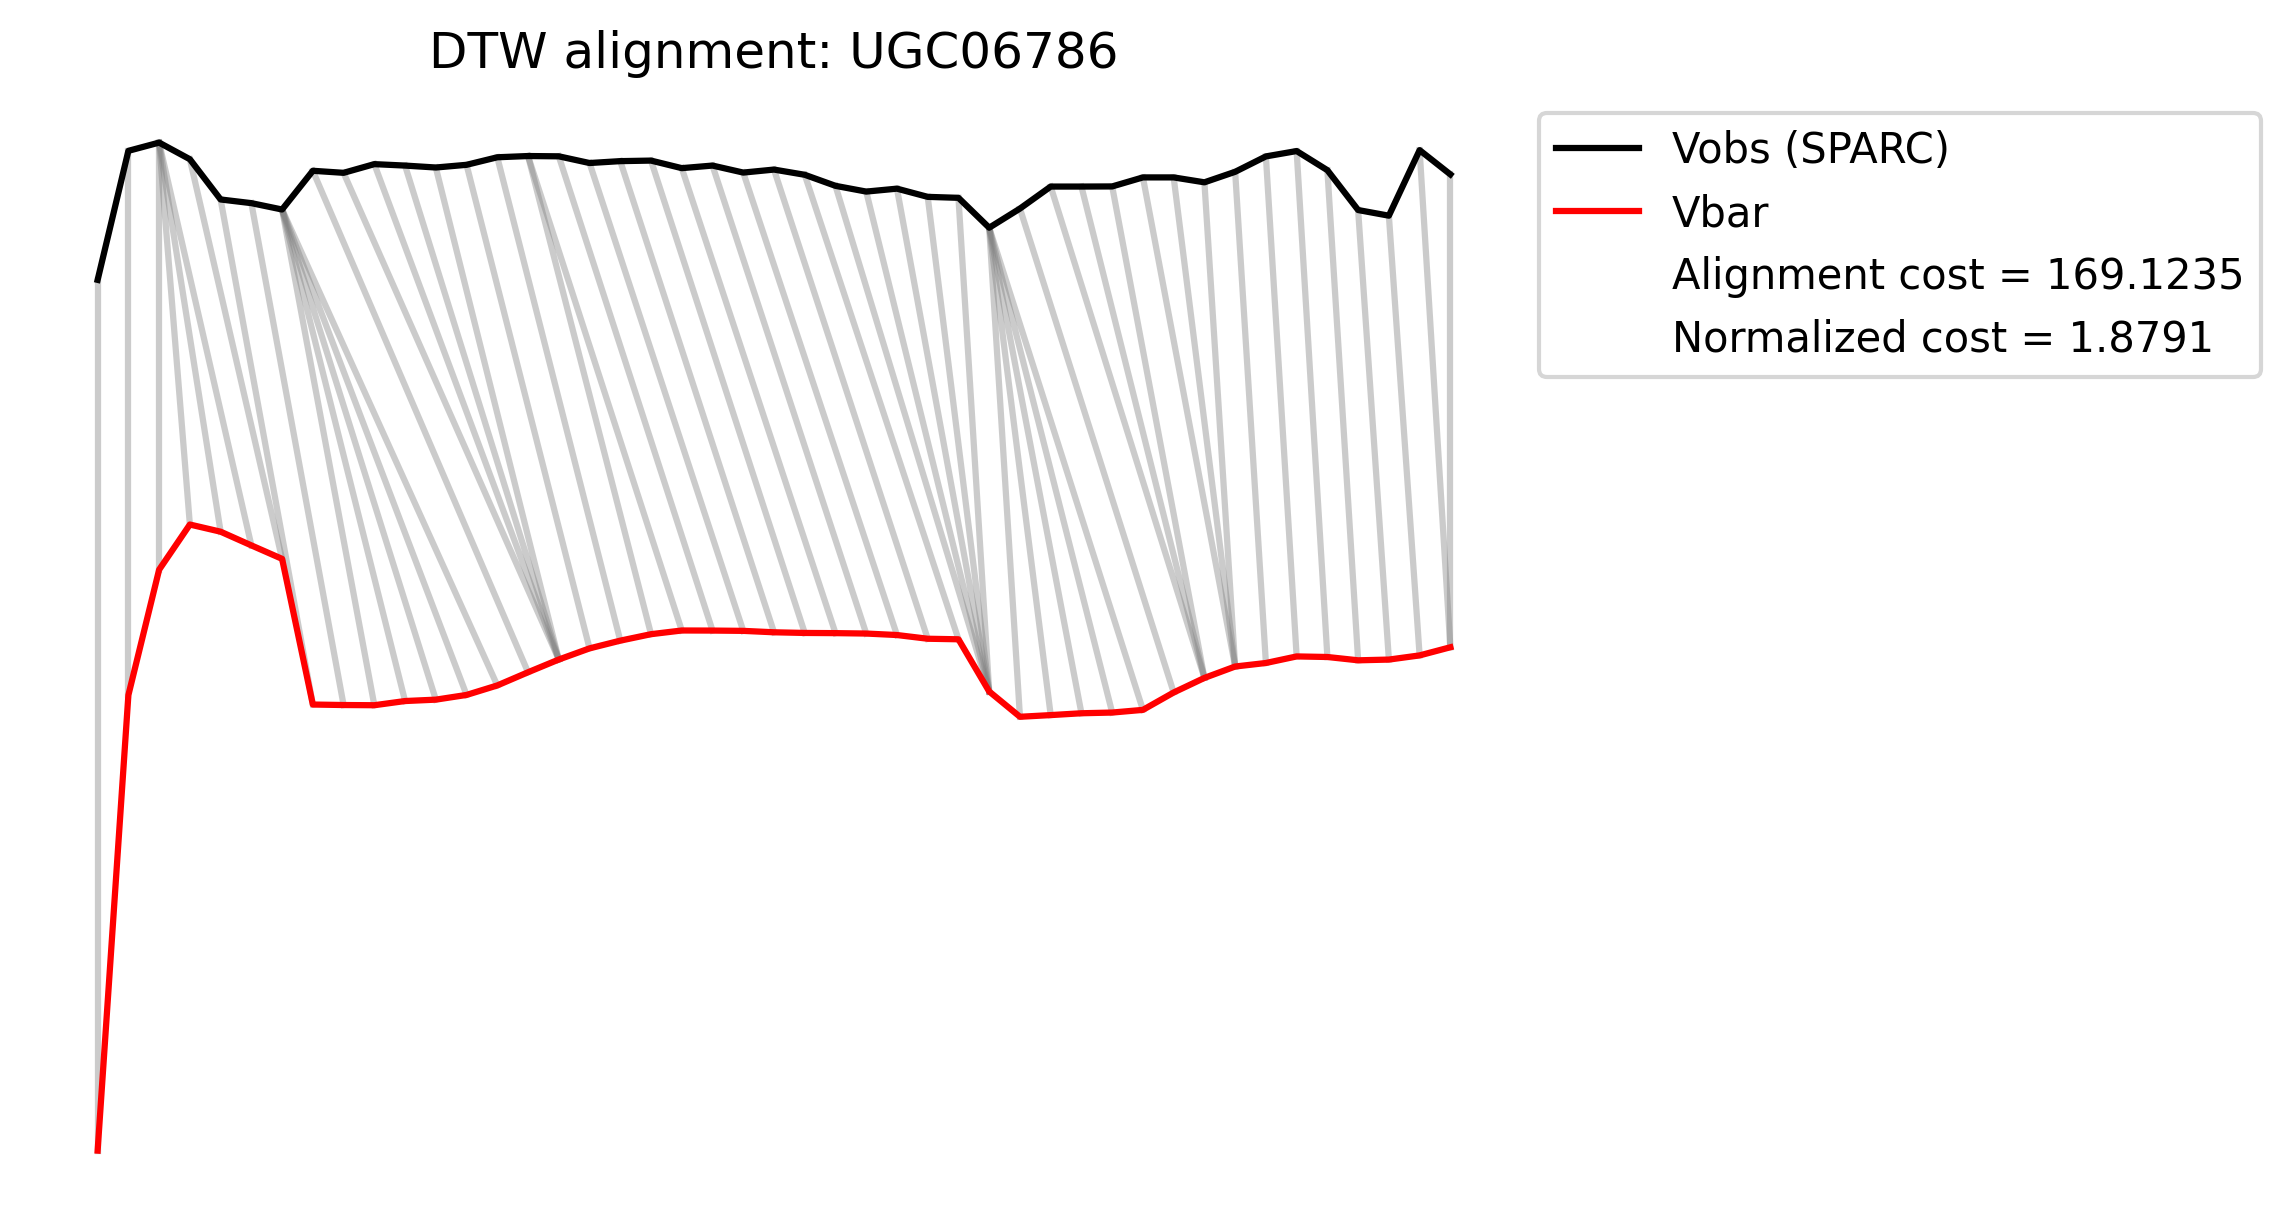 DTW alignment: UGC06786
Vobs (SPARC)
Vbar
Alignment cost = 169.1235
Normalized cost = 1.8791